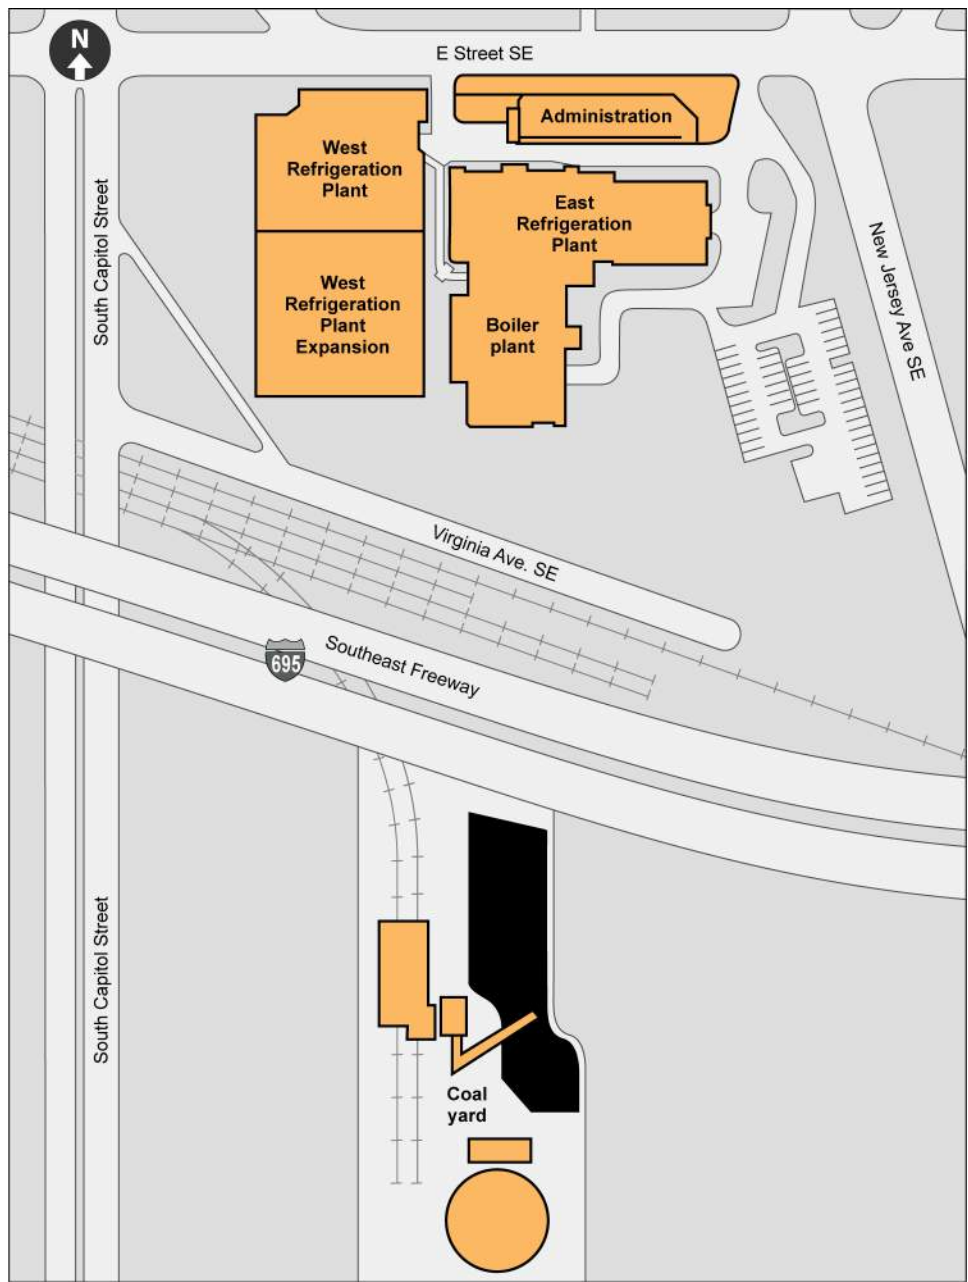 N
E Street SE
Administration
West
Refrigeration
Plant
East
Refrigeration
Plant
South Capitol Street
New Jersey Ave SE
West
Refrigeration
Plant
Expansion
Boiler
plant
Virginia Ave. SE
Southeast Freeway
695
South Capitol Street
Coal
yard